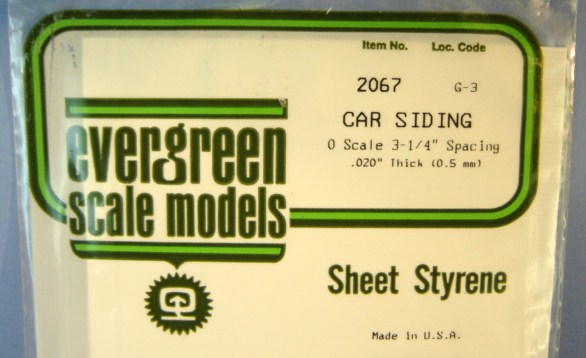 Item No. Loc. Code
2067 G-3
CAR SIDING
O Scale 3-1/4" Spacing
.020" Thick (0.5 mm)
evergreen
scale models
Sheet Styrene
Made in U.S.A.